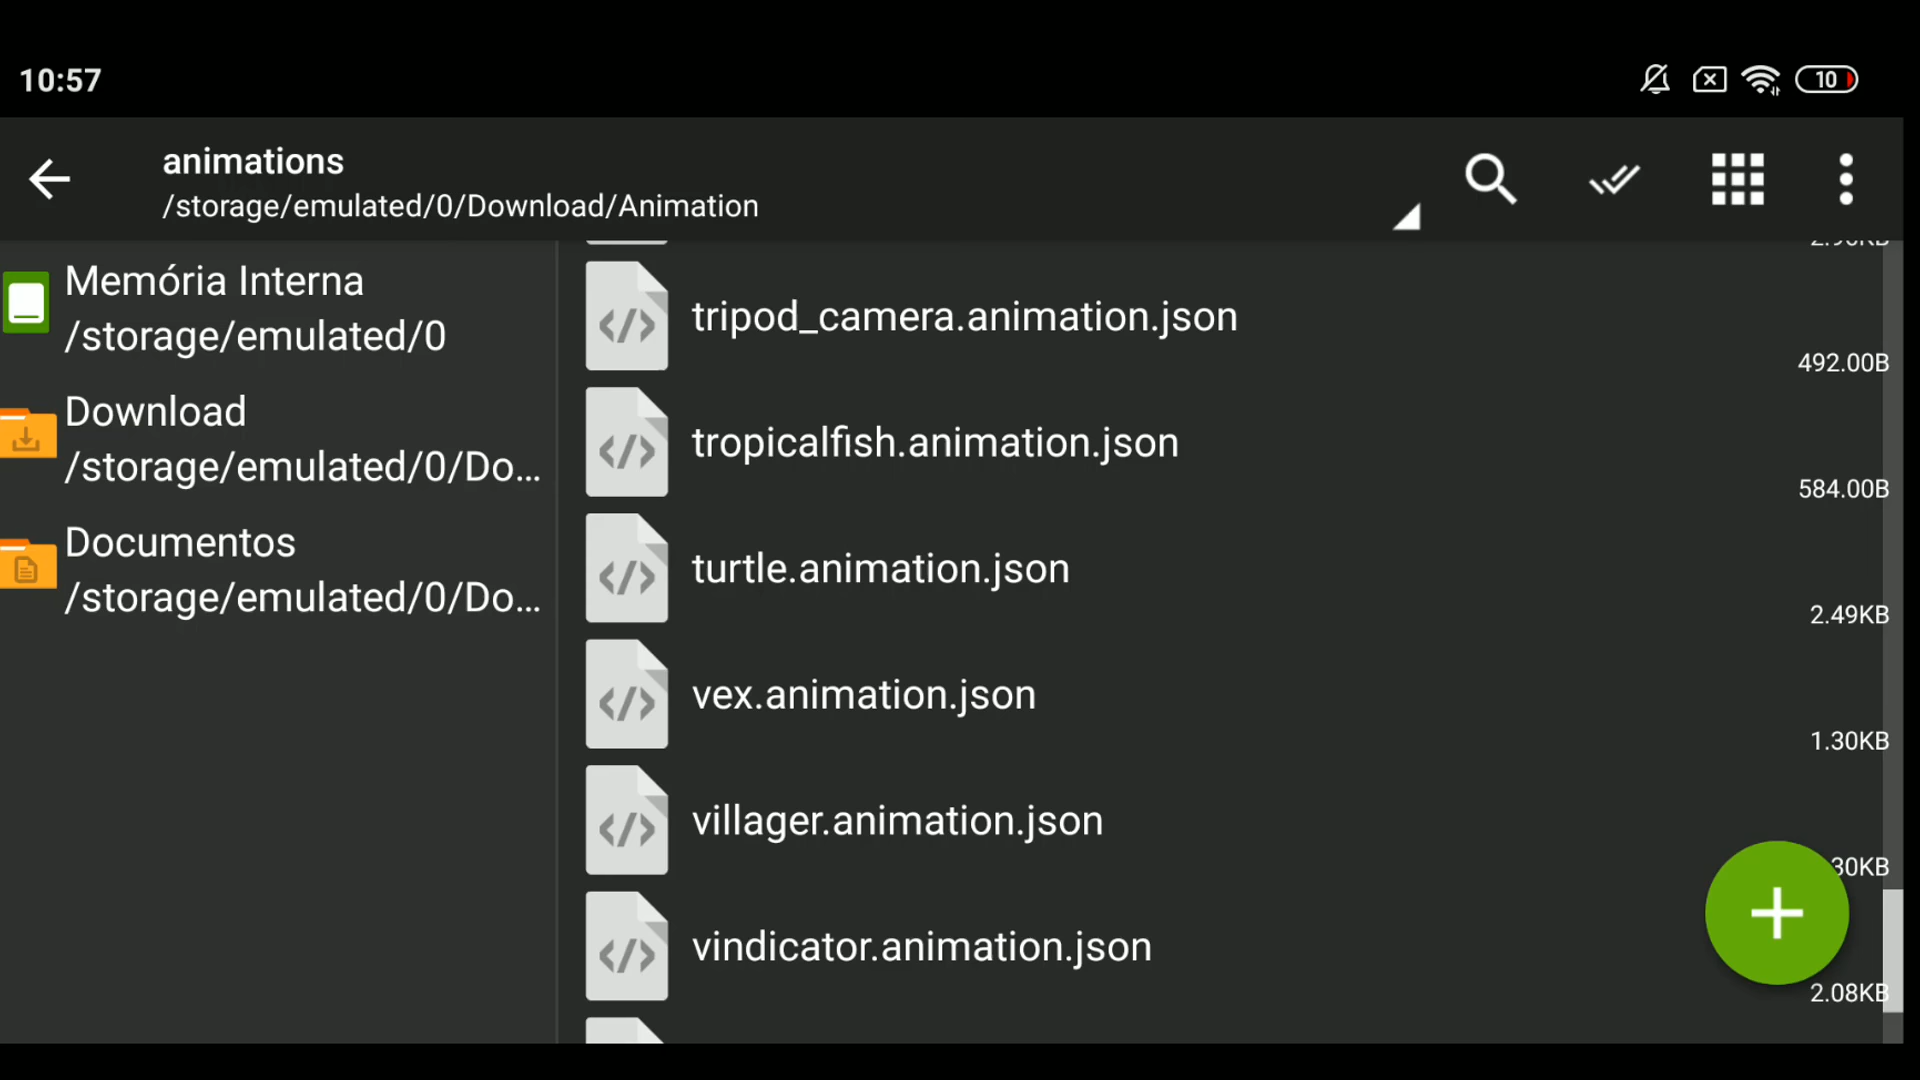 10:57
10
animations
/storage/emulated/0/Download/Animation
Memória Interna
/storage/emulated/0
Download
/storage/emulated/0/Do...
Documentos
/storage/emulated/0/Do...
tripod_camera.animation.json
492.00B
tropicalfish.animation.json
584.00B
turtle.animation.json
2.49KB
vex.animation.json
1.30KB
villager.animation.json
30KB
vindicator.animation.json
2.08KB